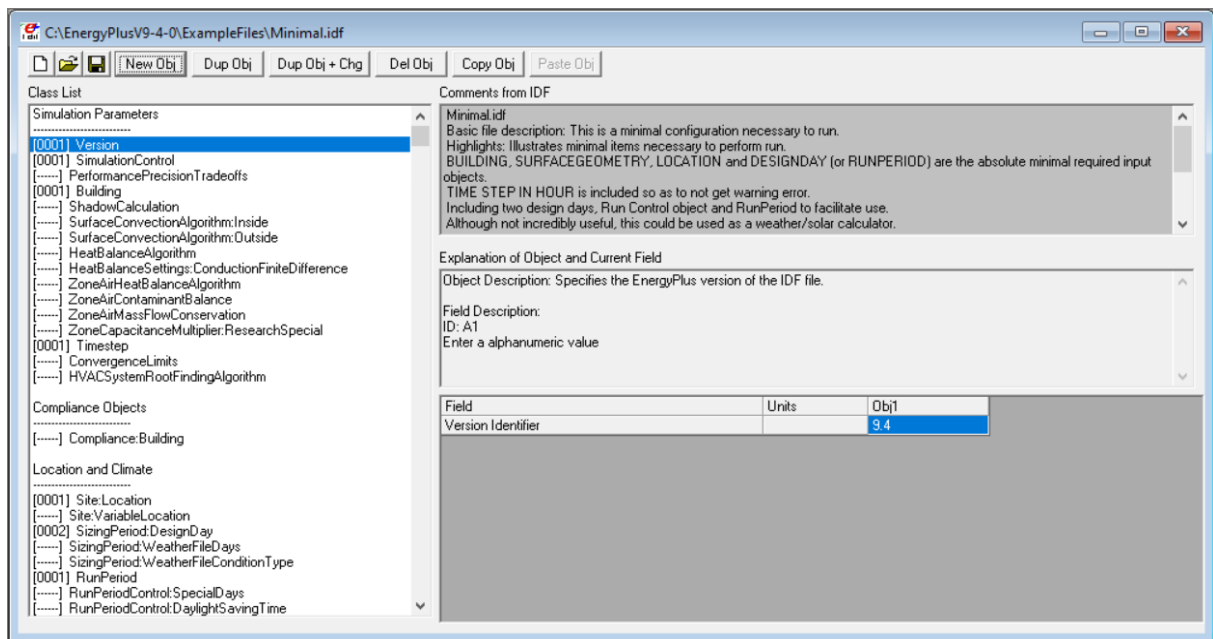 C:\EnergyPlusV9-4-0\ExampleFiles\Minimal.idf
New Obj Dup Obj Dup Obj + Chg Del Obj Copy Obj Paste Obj
Class List
Simulation Parameters
--------------------------
[0001] Version
[0001] SimulationControl
[------] PerformancePrecisionTradeoffs
[0001] Building
[------] ShadowCalculation
[------] SurfaceConvectionAlgorithm:Inside
[------] SurfaceConvectionAlgorithm:Outside
[------] HeatBalanceAlgorithm
[------] HeatBalanceSettings:ConductionFiniteDifference
[------] ZoneAirHeatBalanceAlgorithm
[------] ZoneAirContaminantBalance
[------] ZoneAirMassFlowConservation
[------] ZoneCapacitanceMultiplier:ResearchSpecial
[0001] Timestep
[------] ConvergenceLimits
[------] HVACSystemRootFindingAlgorithm
Compliance Objects
--------------------------
[------] Compliance:Building
Location and Climate
--------------------------
[0001] Site:Location
[------] Site:VariableLocation
[0002] SizingPeriod:DesignDay
[------] SizingPeriod:WeatherFileDays
[------] SizingPeriod:WeatherFileConditionType
[0001] RunPeriod
[------] RunPeriodControl:SpecialDays
[------] RunPeriodControl:DaylightSavingTime
Comments from IDF
Minimal.idf
Basic file description: This is a minimal configuration necessary to run.
Highlights: Illustrates minimal items necessary to perform run.
BUILDING, SURFACEGEOMETRY, LOCATION and DESIGNDAY (or RUNPERIOD) are the absolute minimal required input
objects.
TIME STEP IN HOUR is included so as to not get warning error.
Including two design days, Run Control object and RunPeriod to facilitate use.
Although not incredibly useful, this could be used as a weather/solar calculator.
Explanation of Object and Current Field
Object Description: Specifies the EnergyPlus version of the IDF file.
Field Description:
ID: A1
Enter a alphanumeric value
Field Units Obj1
Version Identifier 9.4